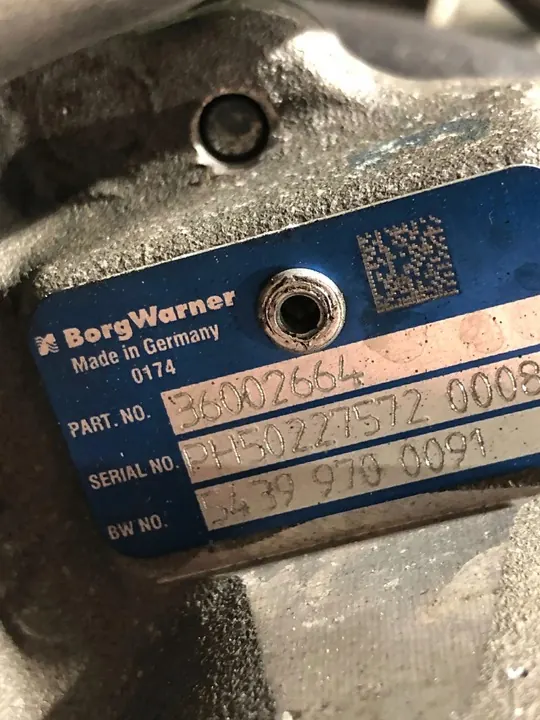 BorgWarner
Made in Germany
0174
PART. NO. 36002664
SERIAL NO. PH50227572 0008
BW NO. 5439 970 0091